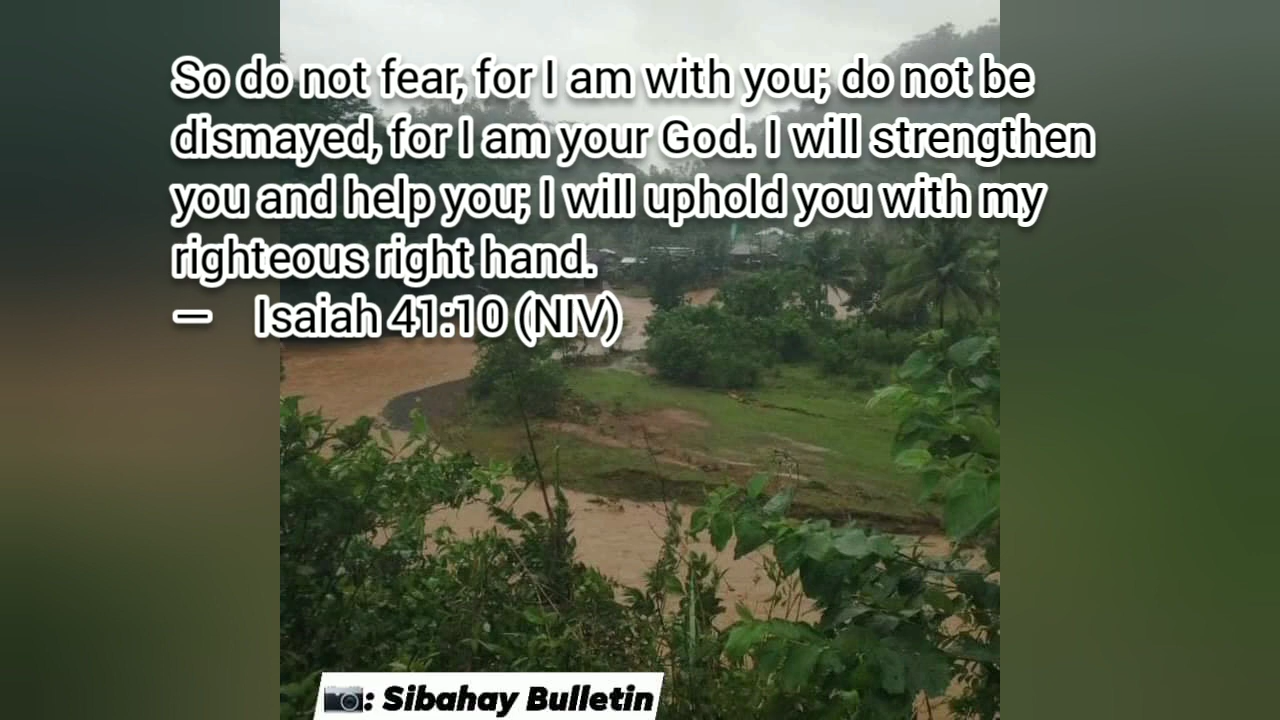 So do not fear, for I am with you; do not be
dismayed, for I am your God. I will strengthen
you and help you; I will uphold you with my
righteous right hand.
— Isaiah 41:10 (NIV)
📷: Sibahay Bulletin